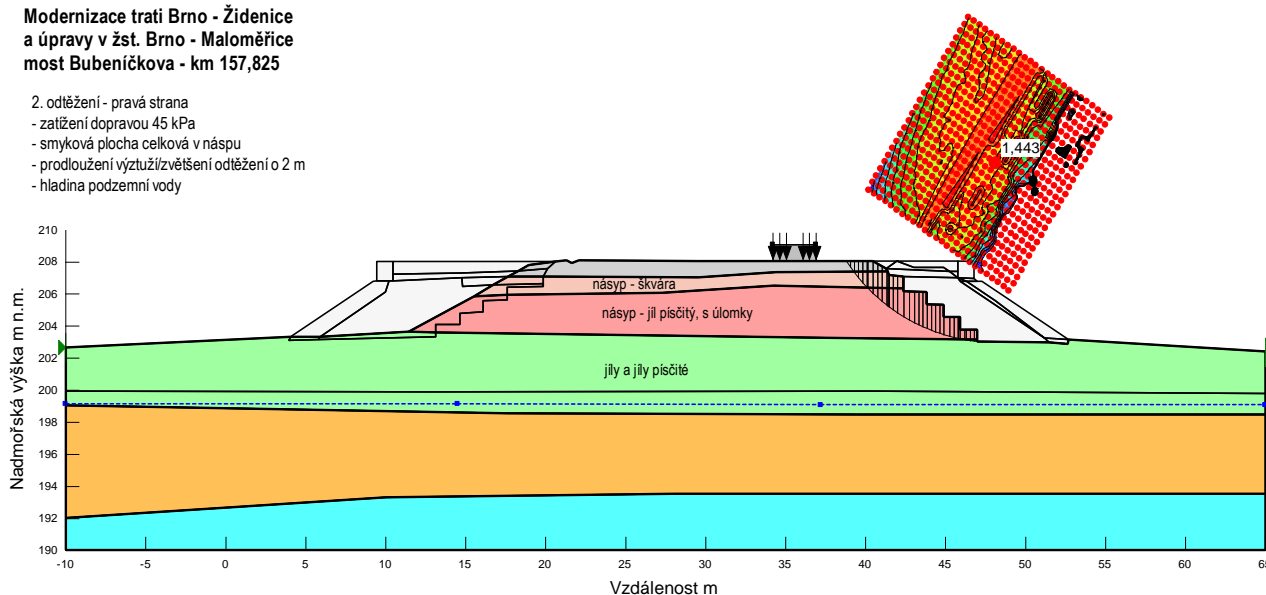 Modernizace trati Brno - Židenice
a úpravy v žst. Brno - Maloměřice
most Bubeníčkova - km 157,825
2. odtěžení - pravá strana
- zatížení dopravou 45 kPa
- smyková plocha celková v náspu
- prodloužení výztuží/zvětšení odtěžení o 2 m
- hladina podzemní vody
1,443
210
208
206
204
202
200
198
196
194
192
190
Nadmořská výška m n.m.
násyp - škvára
násyp - jíl písčitý, s úlomky
jíly a jíly písčité
-10
-5
0
5
10
15
20
25
30
35
40
45
50
55
60
65
Vzdálenost m